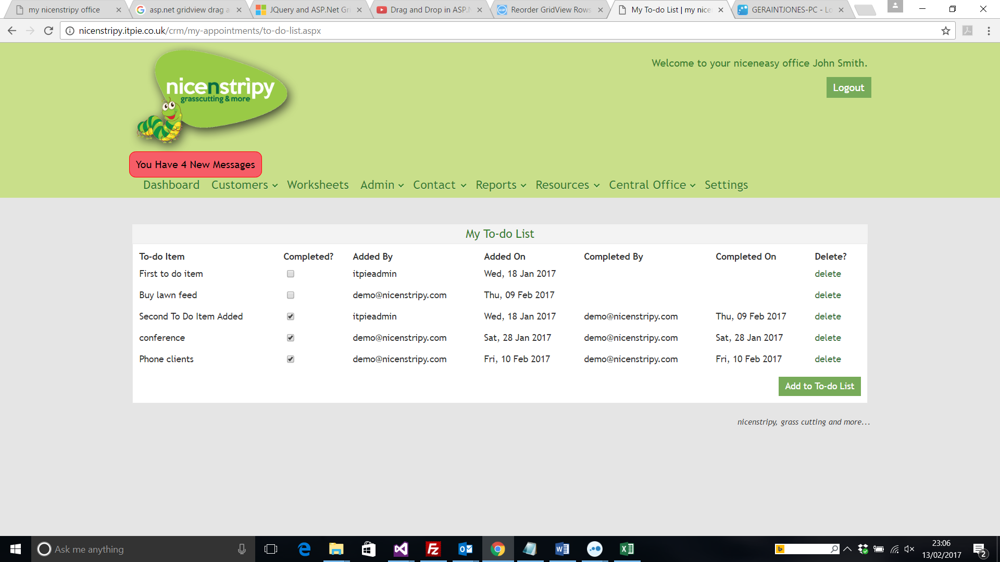 my nicenstripy office
asp.net gridview drag a
JQuery and ASP.Net Gri
Drag and Drop in ASP.N
Reorder GridView Rows
My To-do List | my nice
GERAINTJONES-PC - Lo
nicenstripy.itpie.co.uk/crm/my-appointments/to-do-list.aspx
Welcome to your niceneasy office John Smith.
Logout
nicenstripy
grasscutting & more
You Have 4 New Messages
Dashboard Customers Worksheets Admin Contact Reports Resources Central Office Settings
My To-do List
To-do Item Completed? Added By Added On Completed By Completed On Delete?
First to do item itpieadmin Wed, 18 Jan 2017 delete
Buy lawn feed demo@nicenstripy.com Thu, 09 Feb 2017 delete
Second To Do Item Added itpieadmin Wed, 18 Jan 2017 demo@nicenstripy.com Thu, 09 Feb 2017 delete
conference demo@nicenstripy.com Sat, 28 Jan 2017 demo@nicenstripy.com Sat, 28 Jan 2017 delete
Phone clients demo@nicenstripy.com Fri, 10 Feb 2017 demo@nicenstripy.com Fri, 10 Feb 2017 delete
Add to To-do List
nicenstripy, grass cutting and more...
Ask me anything
23:06
13/02/2017
2